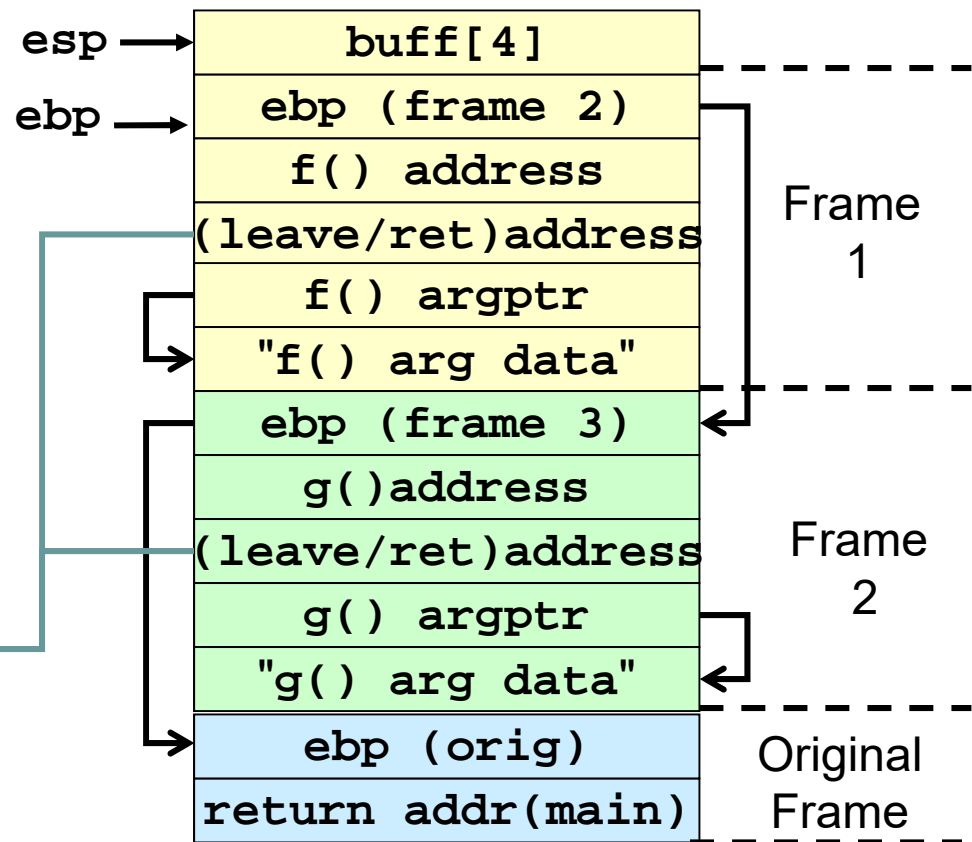 esp
buff[4]
ebp
ebp (frame 2)
f() address
(leave/ret)address
f() argptr
"f() arg data"
Frame
1
ebp (frame 3)
g()address
(leave/ret)address
g() argptr
"g() arg data"
Frame
2
ebp (orig)
return addr(main)
Original
Frame